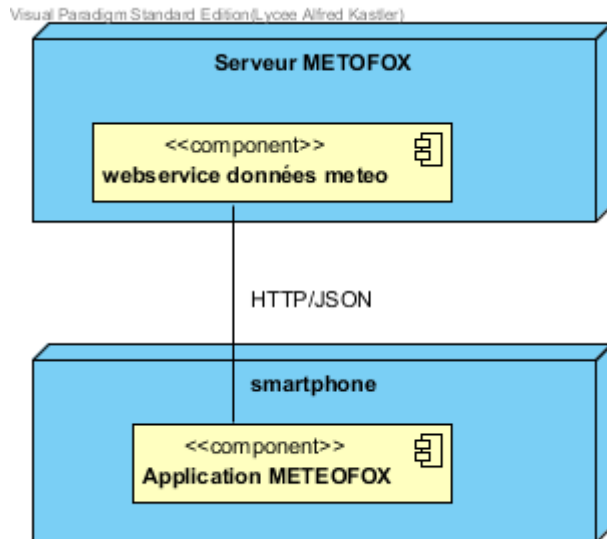 Visual Paradigm Standard Edition(Lycee Alfred Kastler)
Serveur METOFOX
<<component>>
webservice données meteo
HTTP/JSON
smartphone
<<component>>
Application METEOFOX